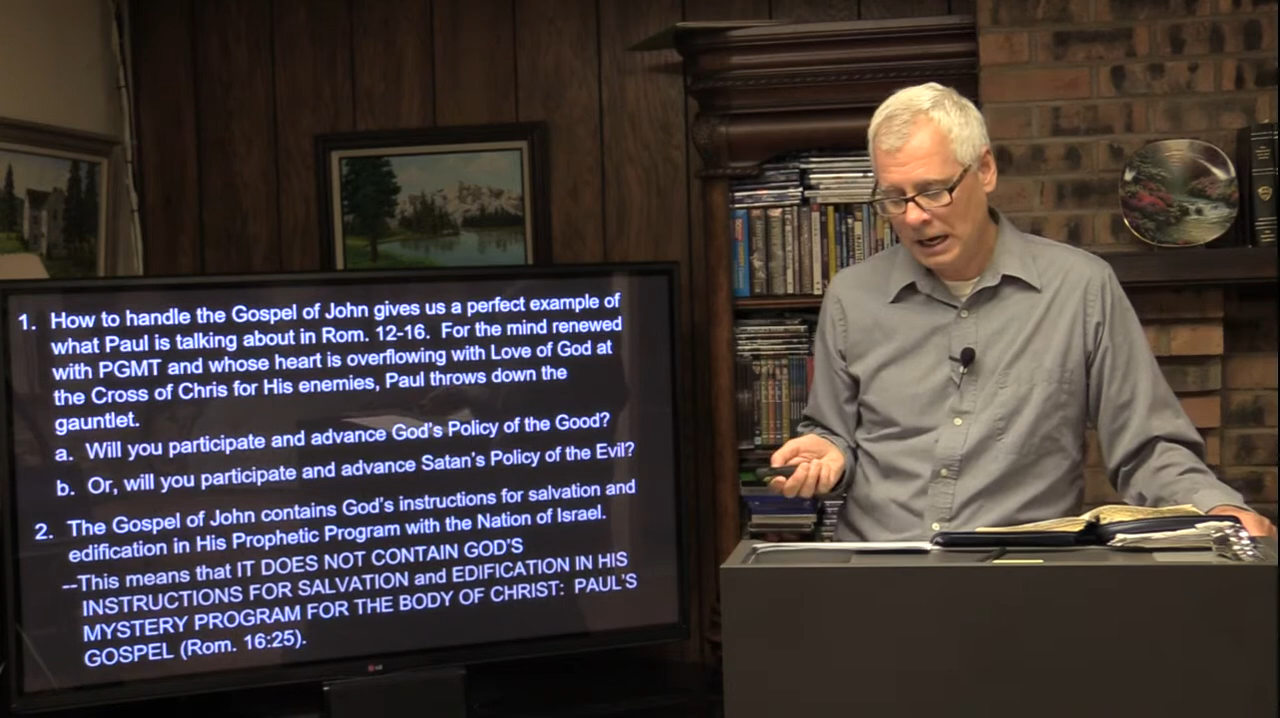 1. How to handle the Gospel of John gives us a perfect example of
what Paul is talking about in Rom. 12-16. For the mind renewed
with PGMT and whose heart is overflowing with Love of God at
the Cross of Chris for His enemies, Paul throws down the
gauntlet.
a. Will you participate and advance God's Policy of the Good?
b. Or, will you participate and advance Satan's Policy of the Evil?
2. The Gospel of John contains God's instructions for salvation and
edification in His Prophetic Program with the Nation of Israel.
--This means that IT DOES NOT CONTAIN GOD'S
INSTRUCTIONS FOR SALVATION and EDIFICATION IN HIS
MYSTERY PROGRAM FOR THE BODY OF CHRIST: PAUL'S
GOSPEL (Rom. 16:25).